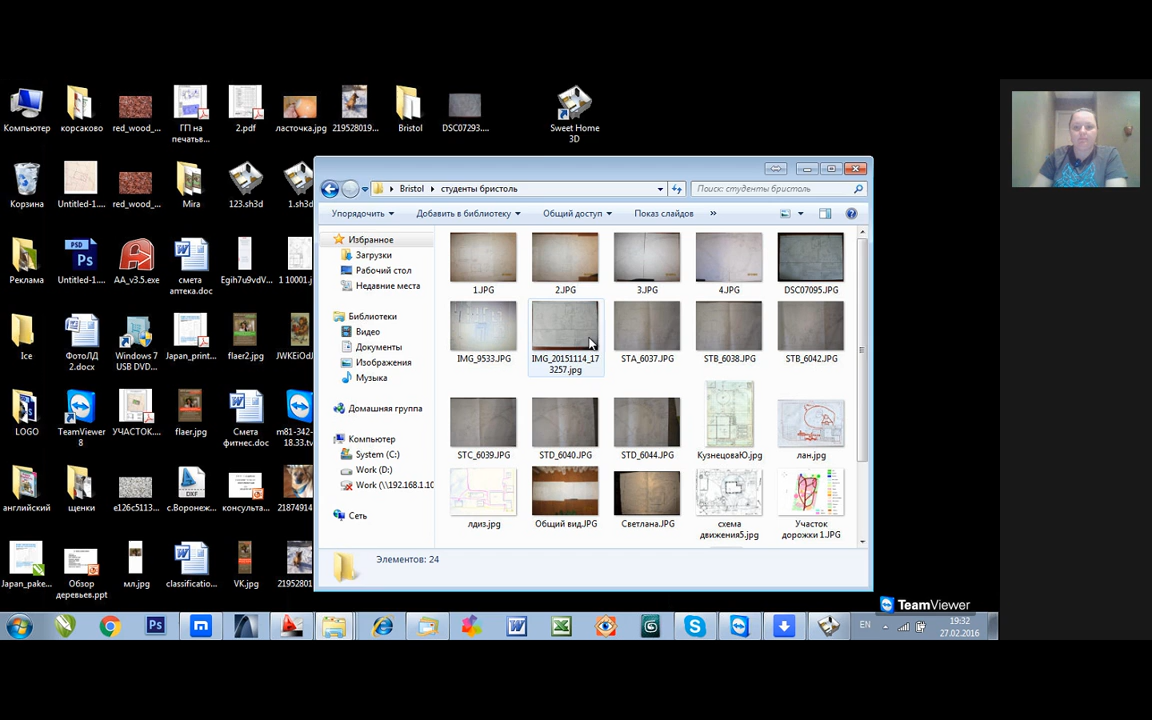 Компьютер
корсаково
red_wood_...
ГП на
печатьв...
2.pdf
ласточка.jpg
219528019...
Bristol
DSC07293....
Sweet Home
3D
Корзина
Untitled-1....
red_wood_...
Mira
123.sh3d
1.sh3d
Реклама
Untitled-1....
AA_v3.5.exe
смета
аптека.doc
Egih7u9vdV...
1 10001.j
Ice
ФотоЛД
2.docx
Windows 7
USB DVD...
Japan_print...
flaer2.jpg
JWKEiOdJ
LOGO
TeamViewer
8
УЧАСТОК....
flaer.jpg
Смета
фитнес.doc
m81-342-
18.33.tv
английский
щенки
e126c5113...
с.Воронеж...
консульта...
21874914
Japan_pake...
Обзор
деревьев.ppt
мл.jpg
classificatio...
VK.jpg
21952801
Bristol
студенты бристоль
Поиск: студенты бристоль
Упорядочить
Добавить в библиотеку
Общий доступ
Показ слайдов
»
Избранное
Загрузки
Рабочий стол
Недавние места
Библиотеки
Видео
Документы
Изображения
Музыка
Домашняя группа
Компьютер
System (C:)
Work (D:)
Work (\\192.168.1.10
Сеть
1.JPG
2.JPG
3.JPG
4.JPG
DSC07095.JPG
IMG_9533.JPG
IMG_20151114_17
3257.jpg
STA_6037.JPG
STB_6038.JPG
STB_6042.JPG
STC_6039.JPG
STD_6040.JPG
STD_6044.JPG
КузнецоваЮ.jpg
лан.jpg
лдиз.jpg
Общий вид.JPG
Светлана.JPG
схема
движения5.jpg
Участок
дорожки 1.JPG
Элементов: 24
TeamViewer
EN
19:32
27.02.2016